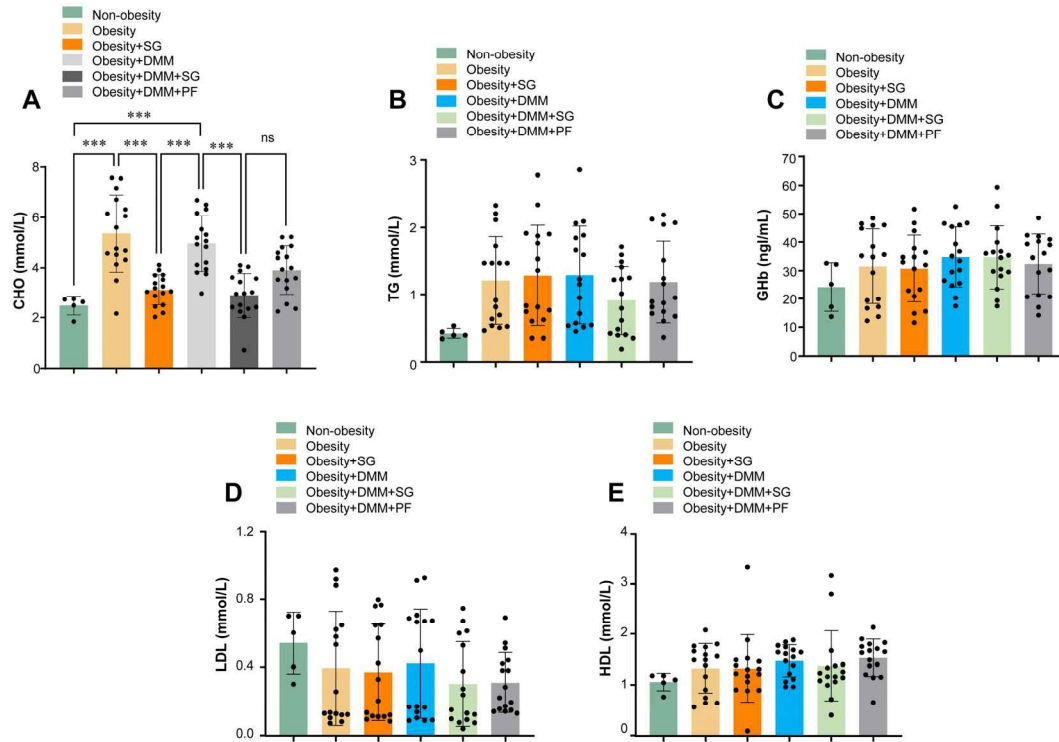 Non-obesity
Obesity
Obesity+SG
Obesity+DMM
Obesity+DMM+SG
Obesity+DMM+PF
A
***
*** *** *** *** ns
CHO (mmol/L)
8
6
4
2
0
Non-obesity
Obesity
Obesity+SG
Obesity+DMM
Obesity+DMM+SG
Obesity+DMM+PF
B
TG (mmol/L)
3
2
1
0
Non-obesity
Obesity
Obesity+SG
Obesity+DMM
Obesity+DMM+SG
Obesity+DMM+PF
C
GHb (ngl/mL)
70
60
50
40
30
20
10
0
Non-obesity
Obesity
Obesity+SG
Obesity+DMM
Obesity+DMM+SG
Obesity+DMM+PF
D
LDL (mmol/L)
1.2
0.8
0.4
0.0
Non-obesity
Obesity
Obesity+SG
Obesity+DMM
Obesity+DMM+SG
Obesity+DMM+PF
E
HDL (mmol/L)
4
3
2
1
0